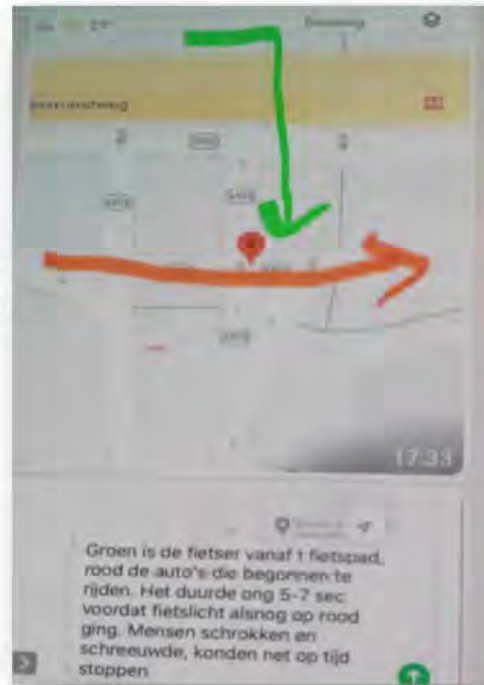 17:33
Groen is de fietser vanaf 1 fietspad,
rood de auto's die begonnen te
rijden. Het duurde ong 5-7 sec
voordat fietslicht alsnog op rood
ging. Mensen schrokken en
schreeuwde, konden net op tijd
stoppen